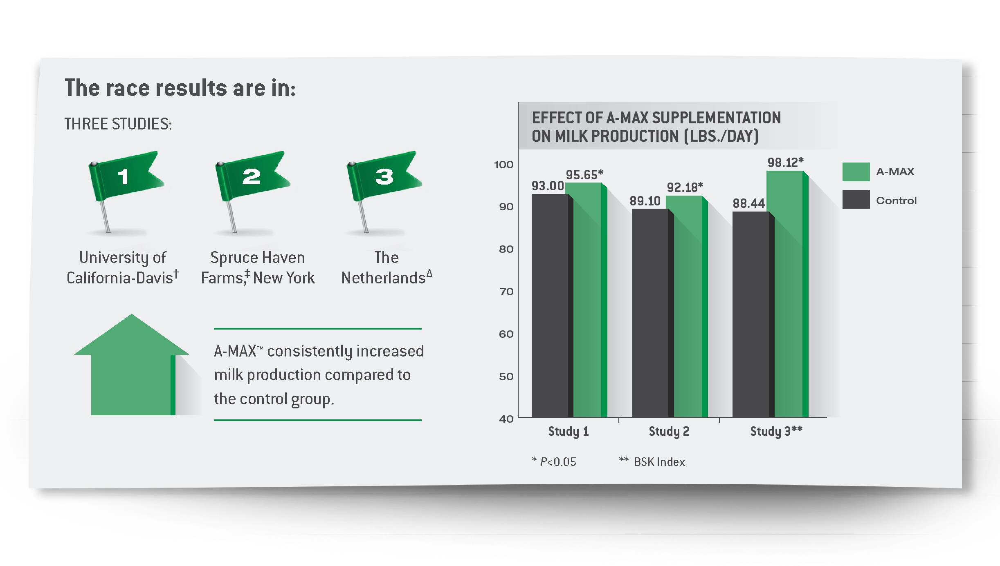 The race results are in:
THREE STUDIES:
1
2
3
University of
California-Davis†
Spruce Haven
Farms,‡ New York
The
NetherlandsΔ
A-MAX™ consistently increased
milk production compared to
the control group.
EFFECT OF A-MAX SUPPLEMENTATION
ON MILK PRODUCTION (LBS./DAY)
100
90
80
70
60
50
40
93.00
95.65*
89.10
92.18*
88.44
98.12*
Study 1
Study 2
Study 3**
* P<0.05
** BSK Index
A-MAX
Control